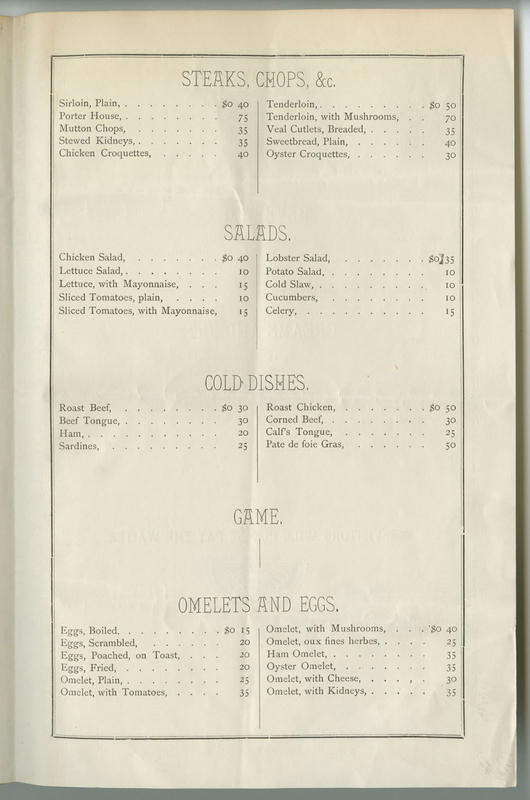 STEAKS, CHOPS, &c.
Sirloin, Plain, . . . . . . . . $0 40
Porter House, . . . . . . . . 75
Mutton Chops, . . . . . . . 35
Stewed Kidneys, . . . . . . . 35
Chicken Croquettes, . . . . . 40
Tenderloin, . . . . . . . . . $0 50
Tenderloin, with Mushrooms, . . 70
Veal Cutlets, Breaded, . . . . . 35
Sweetbread, Plain, . . . . . . 40
Oyster Croquettes, . . . . . . 30
SALADS.
Chicken Salad, . . . . . . . $0 40
Lettuce Salad, . . . . . . . . 10
Lettuce, with Mayonnaise, . . . 15
Sliced Tomatoes, plain, . . . . 10
Sliced Tomatoes, with Mayonnaise, 15
Lobster Salad, . . . . . . . $0 35
Potato Salad, . . . . . . . . 10
Cold Slaw, . . . . . . . . . 10
Cucumbers, . . . . . . . . 10
Celery, . . . . . . . . . . 15
COLD DISHES.
Roast Beef, . . . . . . . . $0 30
Beef Tongue, . . . . . . . . 30
Ham, . . . . . . . . . . . 20
Sardines, . . . . . . . . . 25
Roast Chicken, . . . . . . . $0 50
Corned Beef, . . . . . . . . 30
Calf's Tongue, . . . . . . . 25
Pate de foie Gras, . . . . . . 50
GAME.
OMELETS AND EGGS.
Eggs, Boiled, . . . . . . . . $0 15
Eggs, Scrambled, . . . . . . 20
Eggs, Poached, on Toast, . . . 20
Eggs, Fried, . . . . . . . . 20
Omelet, Plain, . . . . . . . . 25
Omelet, with Tomatoes, . . . . 35
Omelet, with Mushrooms, . . . $0 40
Omelet, oux fines herbes, . . . . 25
Ham Omelet, . . . . . . . . 35
Oyster Omelet, . . . . . . . 35
Omelet, with Cheese, . . . . . 30
Omelet, with Kidneys, . . . . . 35